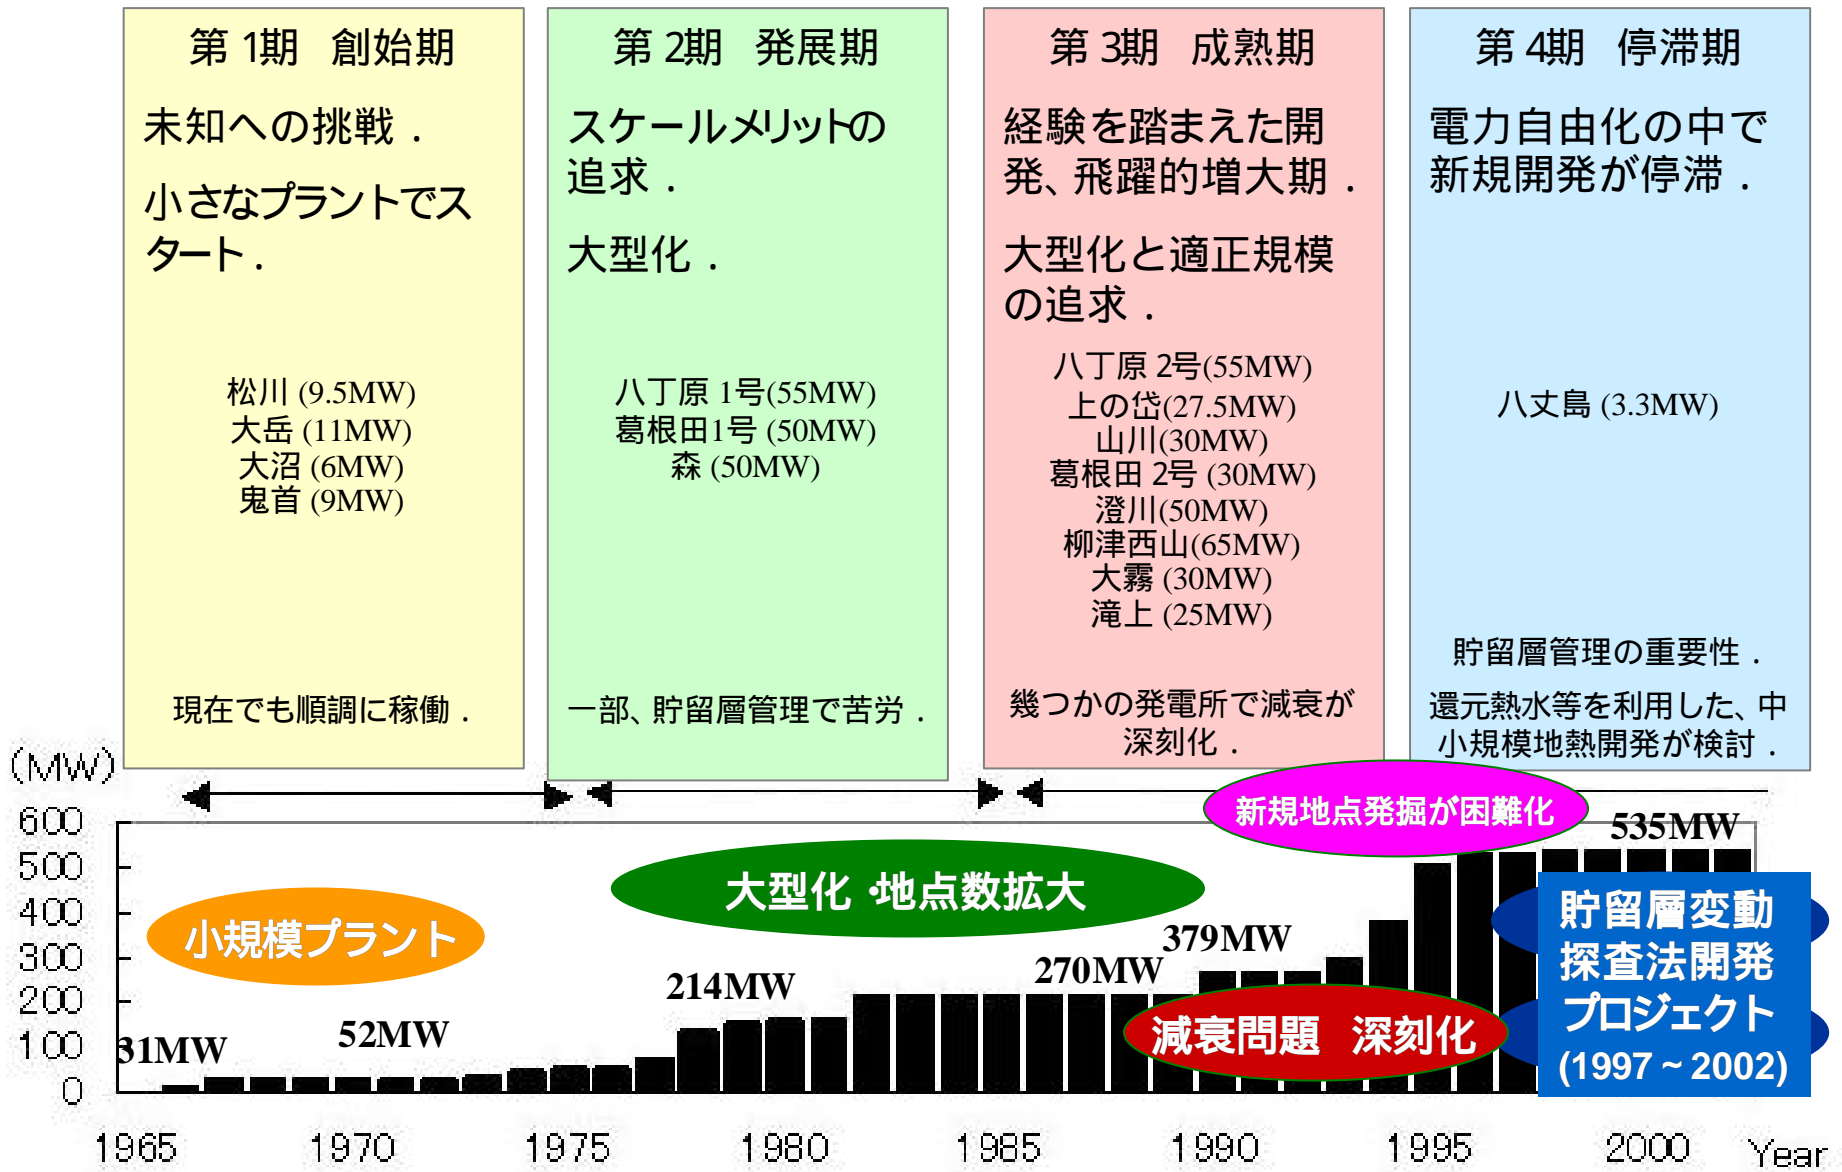 第1期 創始期
未知への挑戦．
小さなプラントでス
タート．
松川 (9.5MW)
大岳 (11MW)
大沼 (6MW)
鬼首 (9MW)
現在でも順調に稼働．
第2期 発展期
スケールメリットの
追求．
大型化．
八丁原 1号(55MW)
葛根田1号 (50MW)
森 (50MW)
一部、貯留層管理で苦労．
第3期 成熟期
経験を踏まえた開
発、飛躍的増大期．
大型化と適正規模
の追求．
八丁原 2号(55MW)
上の岱(27.5MW)
山川(30MW)
葛根田 2号 (30MW)
澄川(50MW)
柳津西山(65MW)
大霧 (30MW)
滝上 (25MW)
幾つかの発電所で減衰が
深刻化．
第4期 停滞期
電力自由化の中で
新規開発が停滞．
八丈島 (3.3MW)
貯留層管理の重要性．
還元熱水等を利用した、中
小規模地熱開発が検討．
(MW)
600
500
400
300
200
100
0
新規地点発掘が困難化
535MW
大型化・地点数拡大
小規模プラント
379MW
270MW
214MW
52MW
31MW
減衰問題 深刻化
貯留層変動
探査法開発
プロジェクト
(1997～2002)
1965 1970 1975 1980 1985 1990 1995 2000 Year